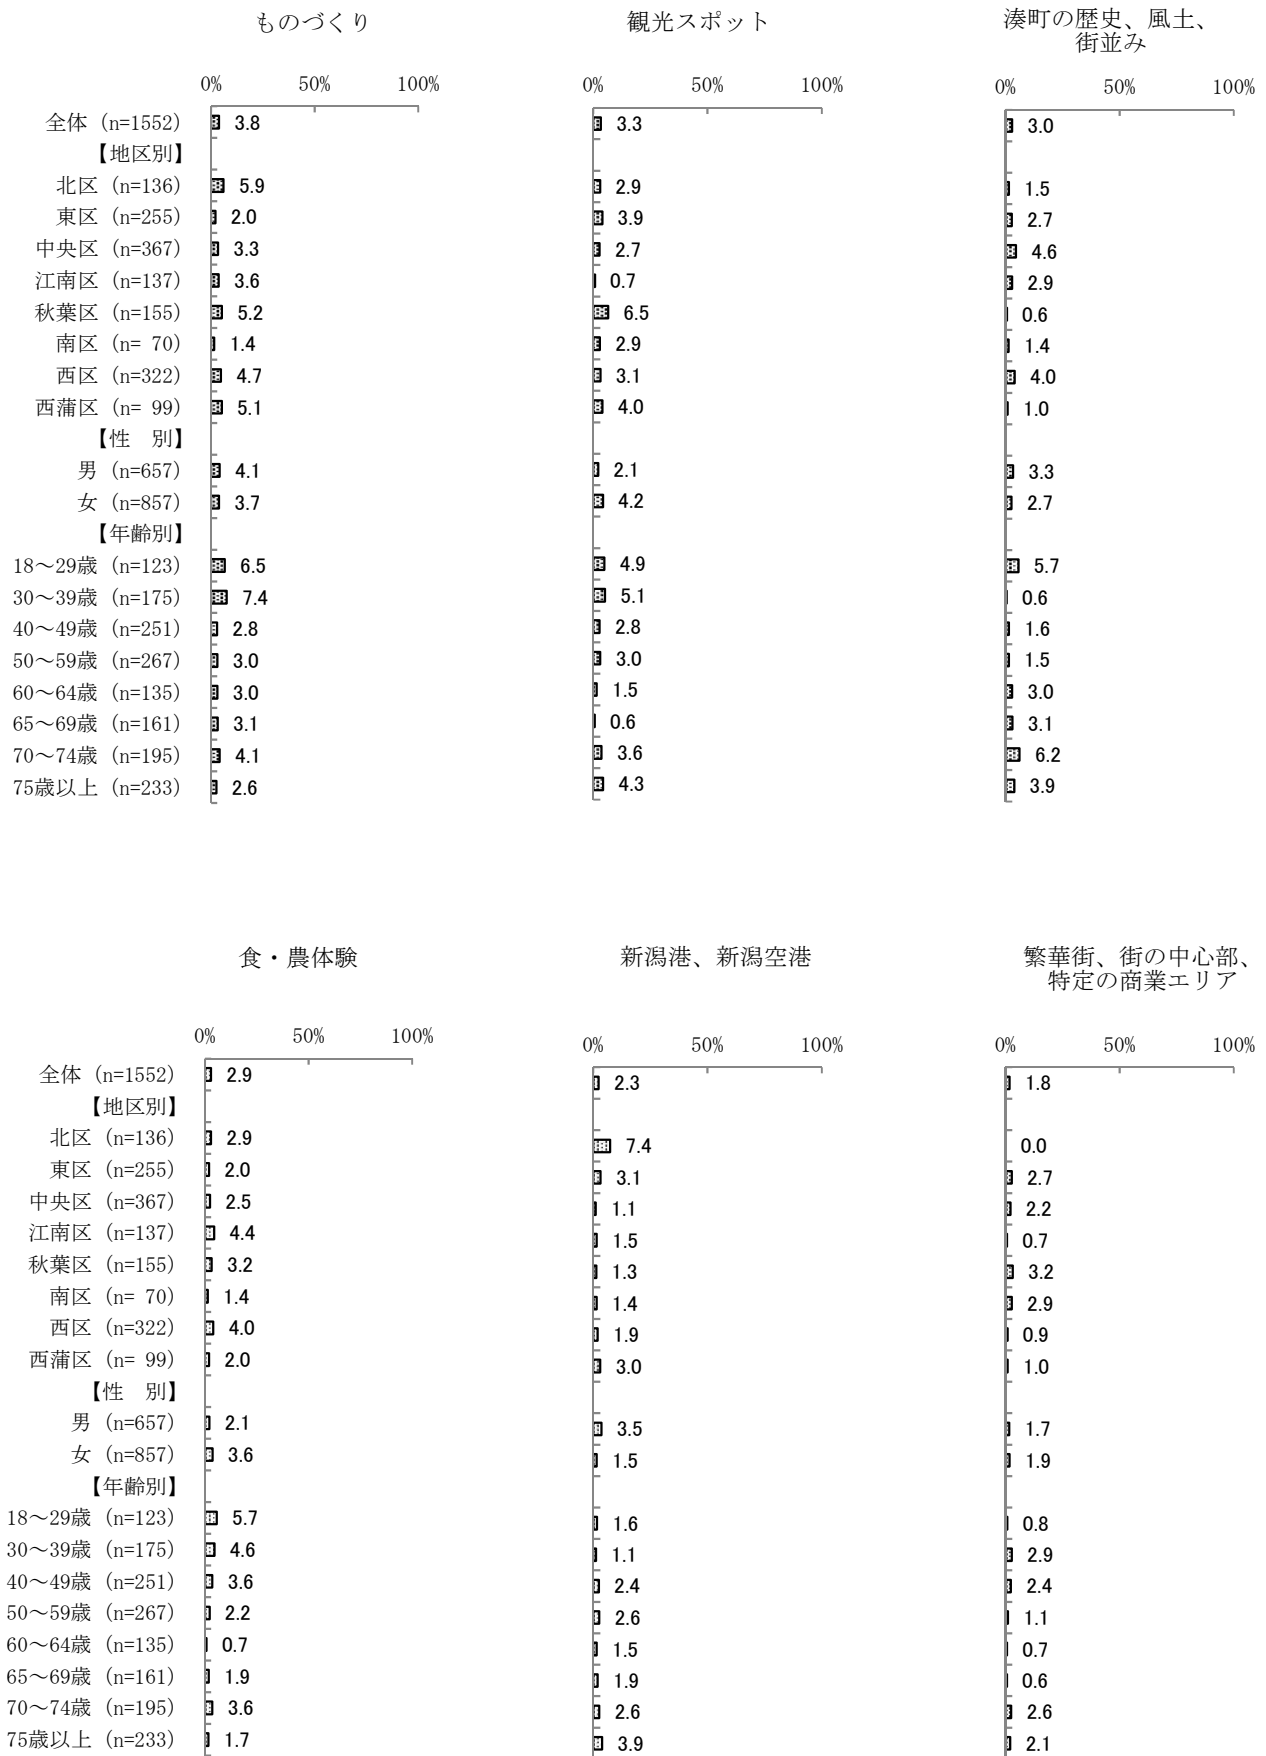 ものづくり 観光スポット 湊町の歴史、風土、
街並み
0% 50% 100% 0% 50% 100% 0% 50% 100%
全体 (n=1552) 3.8 3.3 3.0
【地区別】
北区 (n=136) 5.9 2.9 1.5
東区 (n=255) 2.0 3.9 2.7
中央区 (n=367) 3.3 2.7 4.6
江南区 (n=137) 3.6 0.7 2.9
秋葉区 (n=155) 5.2 6.5 0.6
南区 (n= 70) 1.4 2.9 1.4
西区 (n=322) 4.7 3.1 4.0
西蒲区 (n= 99) 5.1 4.0 1.0
【性　別】
男 (n=657) 4.1 2.1 3.3
女 (n=857) 3.7 4.2 2.7
【年齢別】
18～29歳 (n=123) 6.5 4.9 5.7
30～39歳 (n=175) 7.4 5.1 0.6
40～49歳 (n=251) 2.8 2.8 1.6
50～59歳 (n=267) 3.0 3.0 1.5
60～64歳 (n=135) 3.0 1.5 3.0
65～69歳 (n=161) 3.1 0.6 3.1
70～74歳 (n=195) 4.1 3.6 6.2
75歳以上 (n=233) 2.6 4.3 3.9
食・農体験 新潟港、新潟空港 繁華街、街の中心部、
特定の商業エリア
0% 50% 100% 0% 50% 100% 0% 50% 100%
全体 (n=1552) 2.9 2.3 1.8
【地区別】
北区 (n=136) 2.9 7.4 0.0
東区 (n=255) 2.0 3.1 2.7
中央区 (n=367) 2.5 1.1 2.2
江南区 (n=137) 4.4 1.5 0.7
秋葉区 (n=155) 3.2 1.3 3.2
南区 (n= 70) 1.4 1.4 2.9
西区 (n=322) 4.0 1.9 0.9
西蒲区 (n= 99) 2.0 3.0 1.0
【性　別】
男 (n=657) 2.1 3.5 1.7
女 (n=857) 3.6 1.5 1.9
【年齢別】
18～29歳 (n=123) 5.7 1.6 0.8
30～39歳 (n=175) 4.6 1.1 2.9
40～49歳 (n=251) 3.6 2.4 2.4
50～59歳 (n=267) 2.2 2.6 1.1
60～64歳 (n=135) 0.7 1.5 0.7
65～69歳 (n=161) 1.9 1.9 0.6
70～74歳 (n=195) 3.6 2.6 2.6
75歳以上 (n=233) 1.7 3.9 2.1